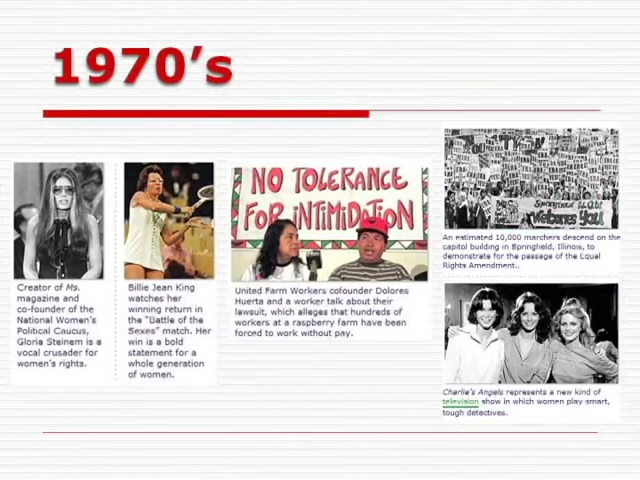 1970's
Creator of Ms.
magazine and
co-founder of the
National Women's
Political Caucus,
Gloria Steinem is a
vocal crusader for
women's rights.
Billie Jean King
watches her
winning return in
the "Battle of the
Sexes" match. Her
win is a bold
statement for a
whole generation
of women.
NO TOLERANCE
FOR iNTiMiDATiON
United Farm Workers cofounder Dolores
Huerta and a worker talk about their
lawsuit, which alleges that hundreds of
workers at a raspberry farm have been
forced to work without pay.
Springfield
Welcomes You
An estimated 10,000 marchers descend on the
capitol building in Springfield, Illinois, to
demonstrate for the passage of the Equal
Rights Amendment..
Charlie's Angels represents a new kind of
television show in which women play smart,
tough detectives.